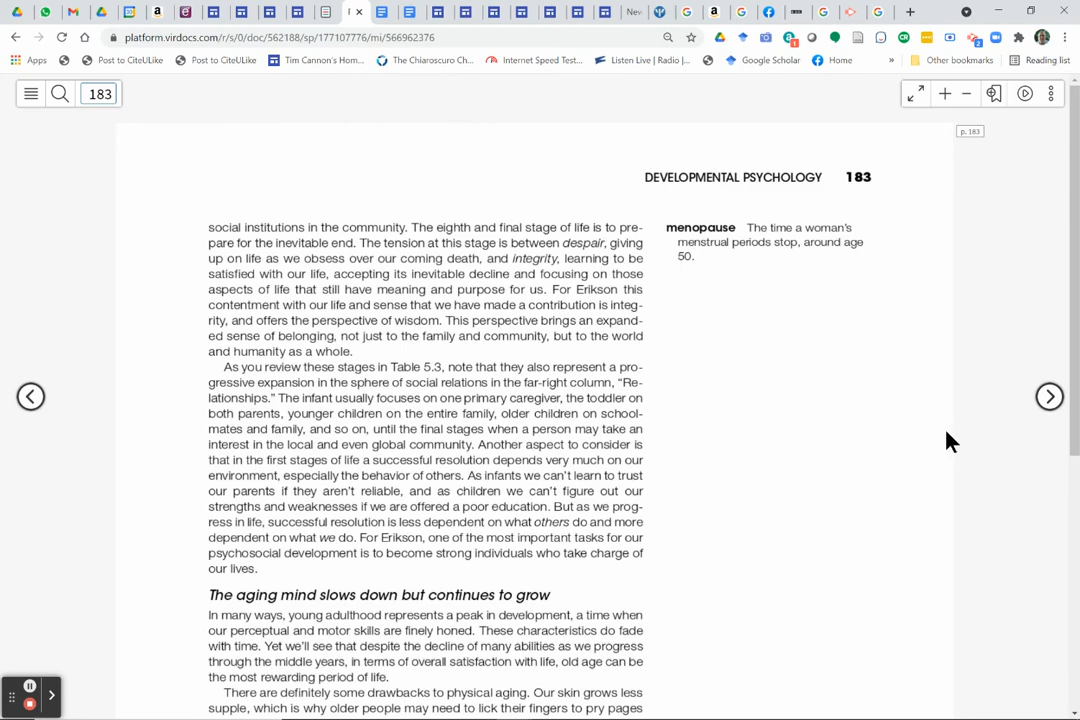 New
platform.virdocs.com/r/s/0/doc/562188/sp/177107776/mi/566962376
Apps
Post to CiteULike
Post to CiteULike
Tim Cannon's Hom...
The Chiaroscuro Ch...
Internet Speed Test...
Listen Live | Radio |...
Google Scholar
Home
»
Other bookmarks
Reading list
183
p. 183
DEVELOPMENTAL PSYCHOLOGY 183
social institutions in the community. The eighth and final stage of life is to pre-
pare for the inevitable end. The tension at this stage is between despair, giving
up on life as we obsess over our coming death, and integrity, learning to be
satisfied with our life, accepting its inevitable decline and focusing on those
aspects of life that still have meaning and purpose for us. For Erikson this
contentment with our life and sense that we have made a contribution is integ-
rity, and offers the perspective of wisdom. This perspective brings an expand-
ed sense of belonging, not just to the family and community, but to the world
and humanity as a whole.
As you review these stages in Table 5.3, note that they also represent a pro-
gressive expansion in the sphere of social relations in the far-right column, “Re-
lationships.” The infant usually focuses on one primary caregiver, the toddler on
both parents, younger children on the entire family, older children on school-
mates and family, and so on, until the final stages when a person may take an
interest in the local and even global community. Another aspect to consider is
that in the first stages of life a successful resolution depends very much on our
environment, especially the behavior of others. As infants we can’t learn to trust
our parents if they aren’t reliable, and as children we can’t figure out our
strengths and weaknesses if we are offered a poor education. But as we prog-
ress in life, successful resolution is less dependent on what others do and more
dependent on what we do. For Erikson, one of the most important tasks for our
psychosocial development is to become strong individuals who take charge of
our lives.
The aging mind slows down but continues to grow
In many ways, young adulthood represents a peak in development, a time when
our perceptual and motor skills are finely honed. These characteristics do fade
with time. Yet we’ll see that despite the decline of many abilities as we progress
through the middle years, in terms of overall satisfaction with life, old age can be
the most rewarding period of life.
There are definitely some drawbacks to physical aging. Our skin grows less
supple, which is why older people may need to lick their fingers to pry pages
menopause The time a woman’s
menstrual periods stop, around age
50.